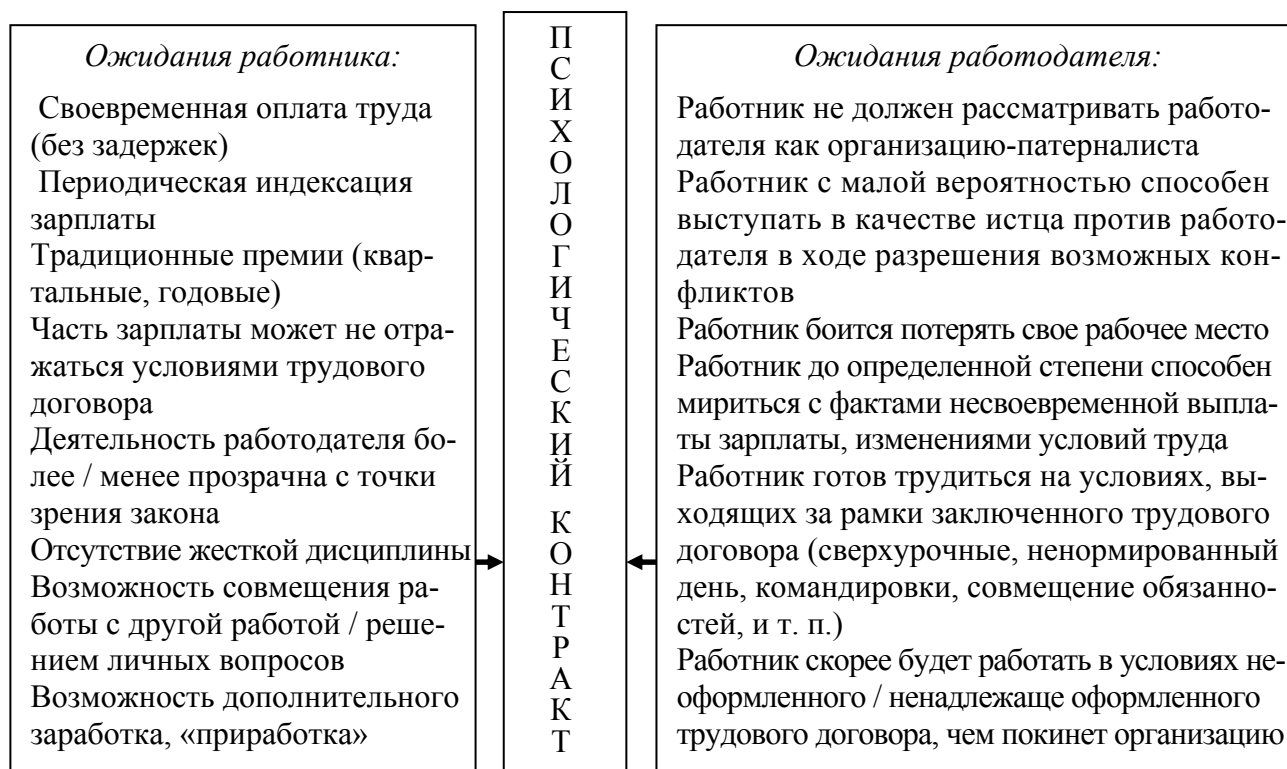 Ожидания работника:
Своевременная оплата труда
(без задержек)
Периодическая индексация
зарплаты
Традиционные премии (квар-
тальные, годовые)
Часть зарплаты может не отра-
жаться условиями трудового
договора
Деятельность работодателя бо-
лее / менее прозрачна с точки
зрения закона
Отсутствие жесткой дисциплины
Возможность совмещения ра-
боты с другой работой / реше-
нием личных вопросов
Возможность дополнительного
заработка, «приработка»
П
С
И
Х
О
Л
О
Г
И
Ч
Е
С
К
И
Й
К
О
Н
Т
Р
А
К
Т
Ожидания работодателя:
Работник не должен рассматривать работо-
дателя как организацию-патерналиста
Работник с малой вероятностью способен
выступать в качестве истца против работо-
дателя в ходе разрешения возможных кон-
фликтов
Работник боится потерять свое рабочее место
Работник до определенной степени способен
мириться с фактами несвоевременной выпла-
ты зарплаты, изменениями условий труда
Работник готов трудиться на условиях, вы-
ходящих за рамки заключенного трудового
договора (сверхурочные, ненормированный
день, командировки, совмещение обязанно-
стей, и т. п.)
Работник скорее будет работать в условиях не-
оформленного / ненадлежаще оформленного
трудового договора, чем покинет организацию